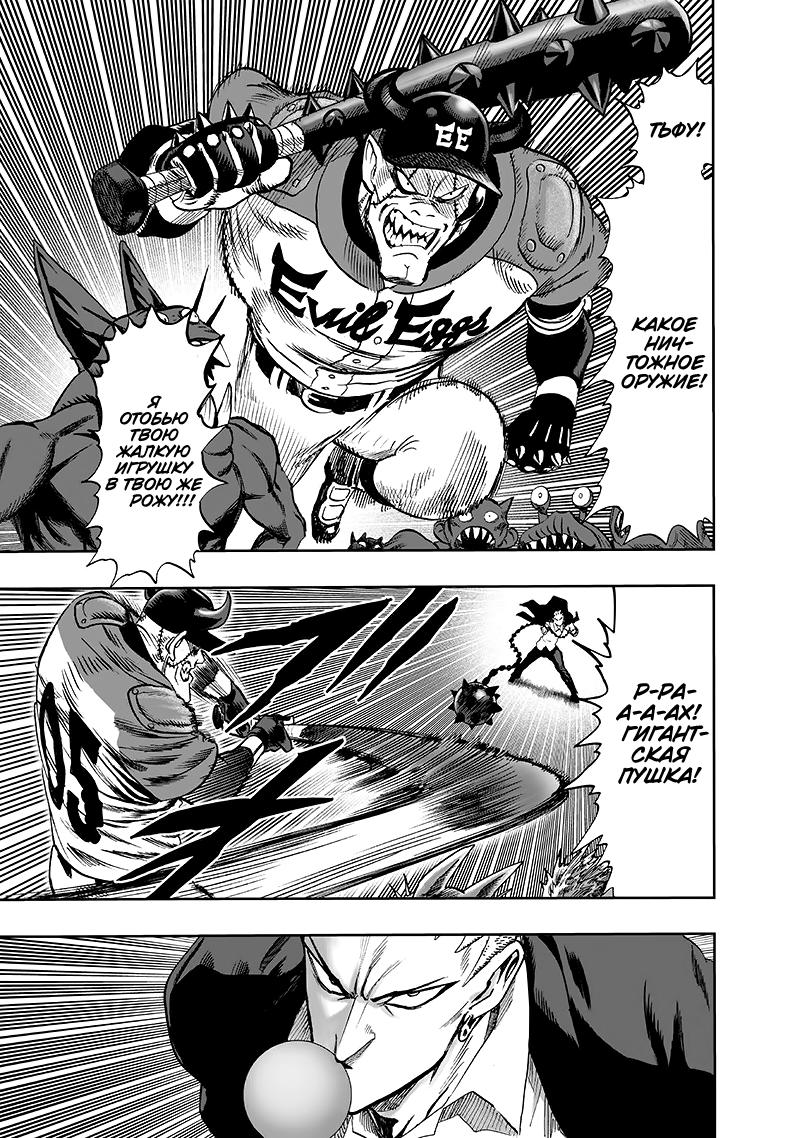 ТЬФУ!
КАКОЕ
НИЧ-
ТОЖНОЕ
ОРУЖИЕ!
EE
Evil Eggs
Я
ОТОБЬЮ
ТВОЮ
ЖАЛКУЮ
ИГРУШКУ
В ТВОЮ ЖЕ
РОЖУ!!!
Р-РА-
А-А-АХ!
ГИГАНТ-
СКАЯ
ПУШКА!
05